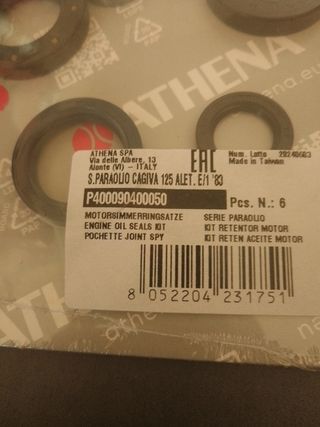 ATHENA
ATHENA SPA
Via delle Albere, 13
Alonte (VI) - ITALY
EAC
Num. Lotto 20240603
Made in Taiwan
S.PARAOLIO CAGIVA 125 ALET. E/1 '83
P400090400050
Pcs. N.: 6
MOTORSIMMERRINGSATZE
SERIE PARAOLIO
ENGINE OIL SEALS KIT
KIT RETENTOR MOTOR
POCHETTE JOINT SPY
KIT RETEN ACEITE MOTOR
8 052204 231751
ATHENA
ATHENA